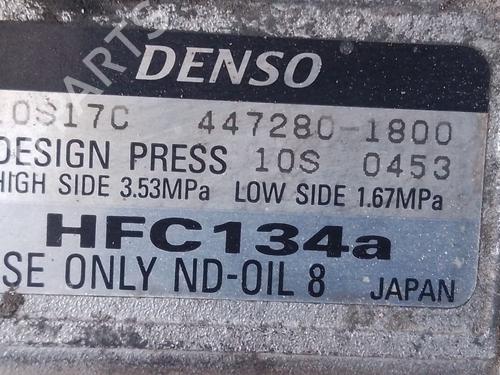 DENSO
10S17C 447280-1800
DESIGN PRESS 10S 0453
HIGH SIDE 3.53MPa LOW SIDE 1.67MPa
HFC134a
SE ONLY ND-OIL 8 JAPAN